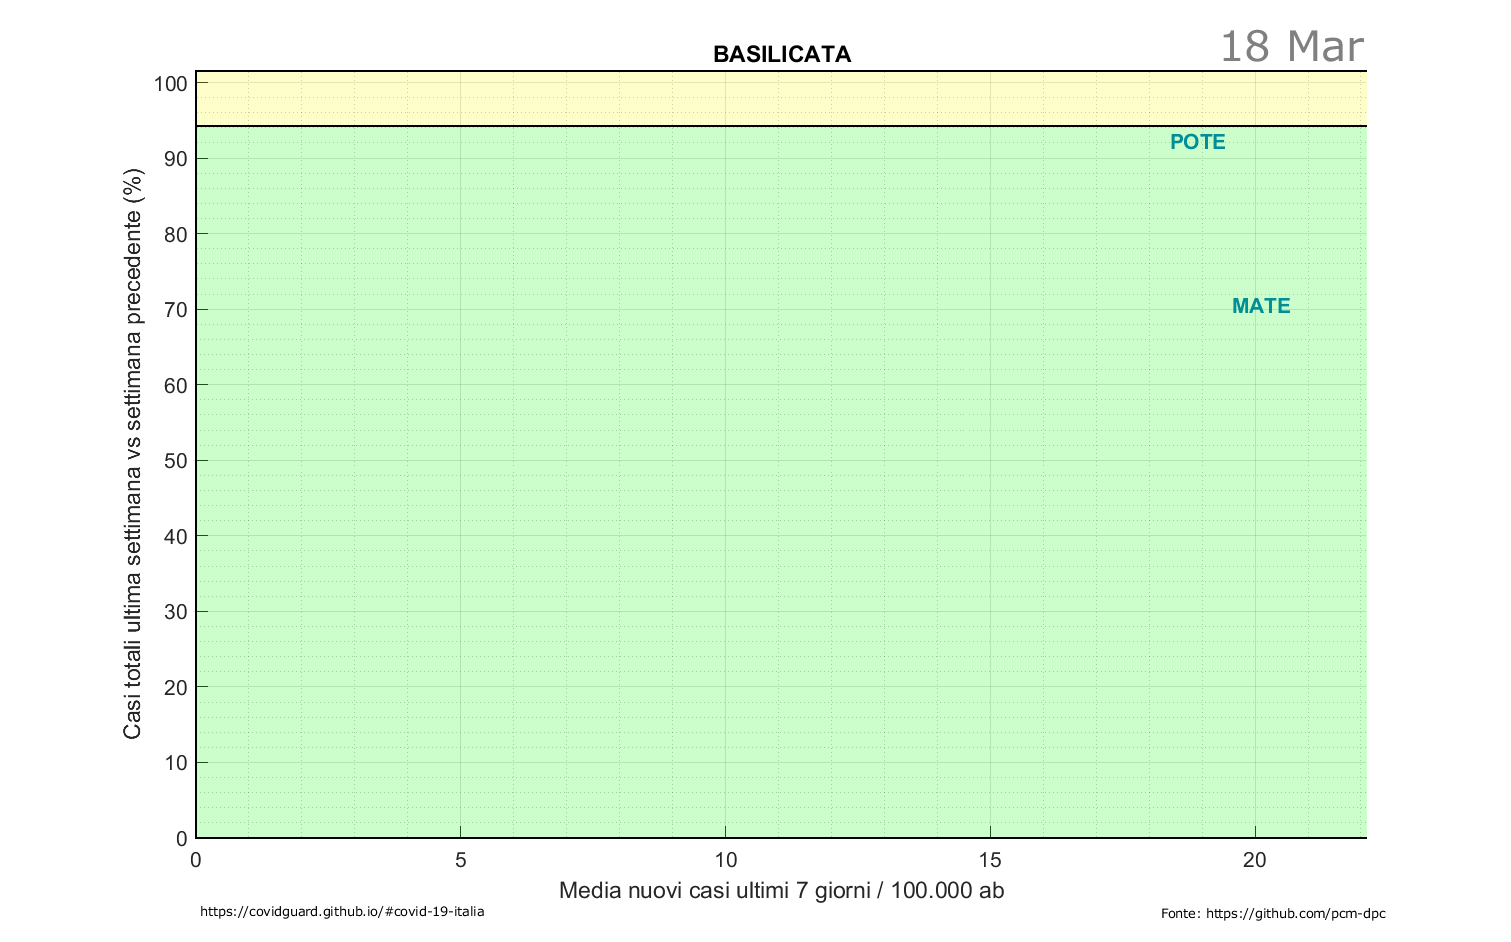 BASILICATA
18 Mar
Casi totali ultima settimana vs settimana precedente (%)
100
90
80
70
60
50
40
30
20
10
0
POTE
MATE
0 5 10 15 20
Media nuovi casi ultimi 7 giorni / 100.000 ab
https://covidguard.github.io/#covid-19-italia
Fonte: https://github.com/pcm-dpc